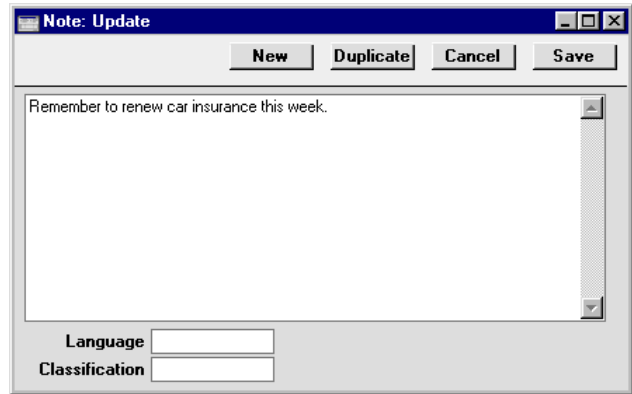 Note: Update
New Duplicate Cancel Save
Remember to renew car insurance this week.
Language
Classification